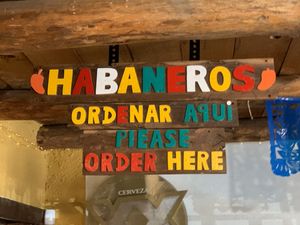 HABANEROS
ORDENAR AQUI
PLEASE
ORDER HERE
CERVEZA